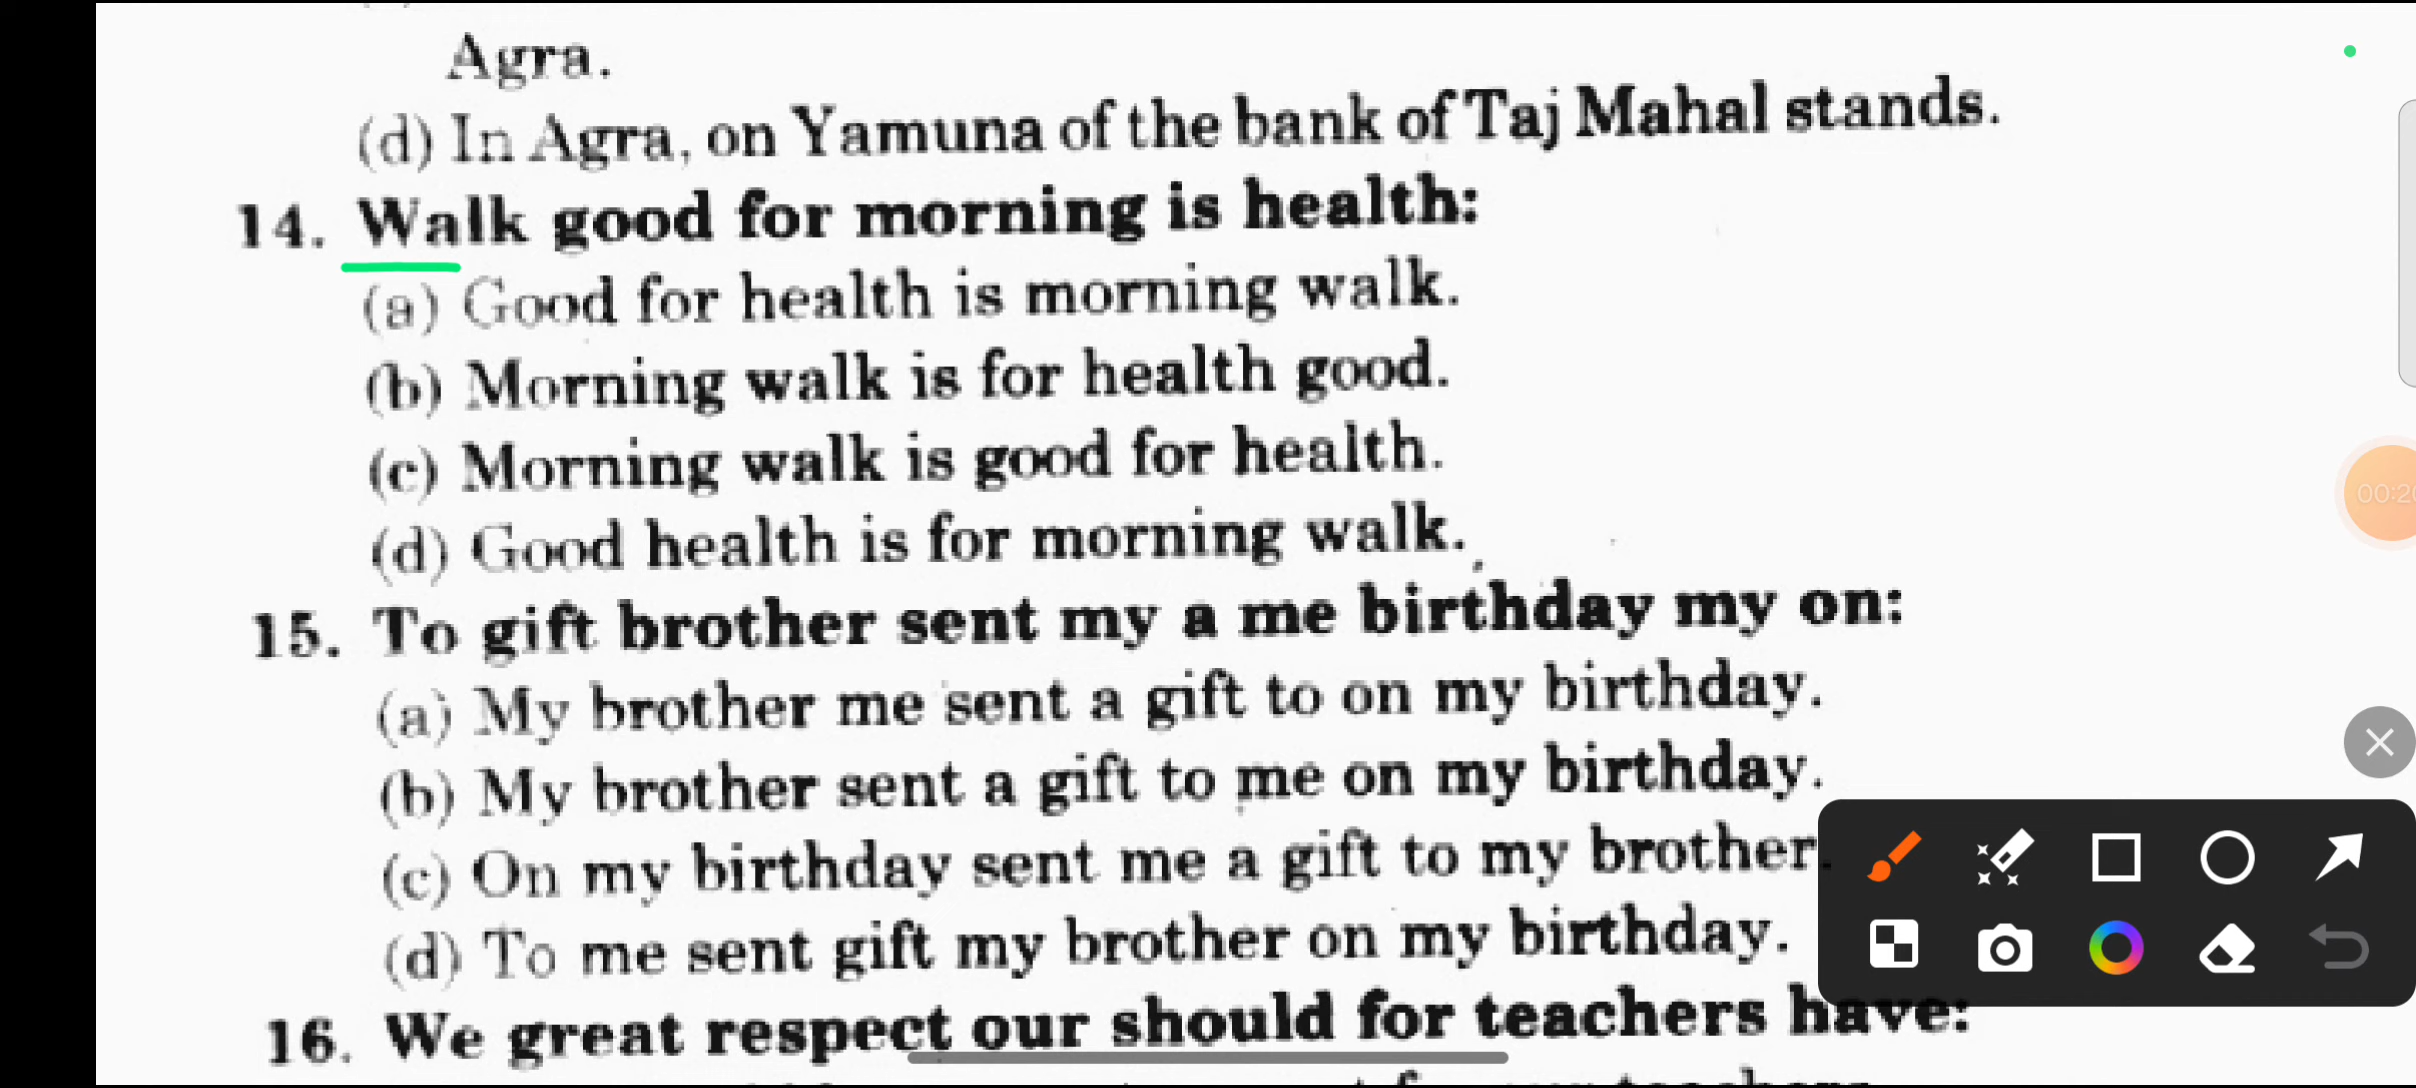 Agra.
(d) In Agra, on Yamuna of the bank of Taj Mahal stands.
14. Walk good for morning is health:
(a) Good for health is morning walk.
(b) Morning walk is for health good.
(c) Morning walk is good for health.
(d) Good health is for morning walk.
15. To gift brother sent my a me birthday my on:
(a) My brother me sent a gift to on my birthday.
(b) My brother sent a gift to me on my birthday.
(c) On my birthday sent me a gift to my brother.
(d) To me sent gift my brother on my birthday.
16. We great respect our should for teachers have: